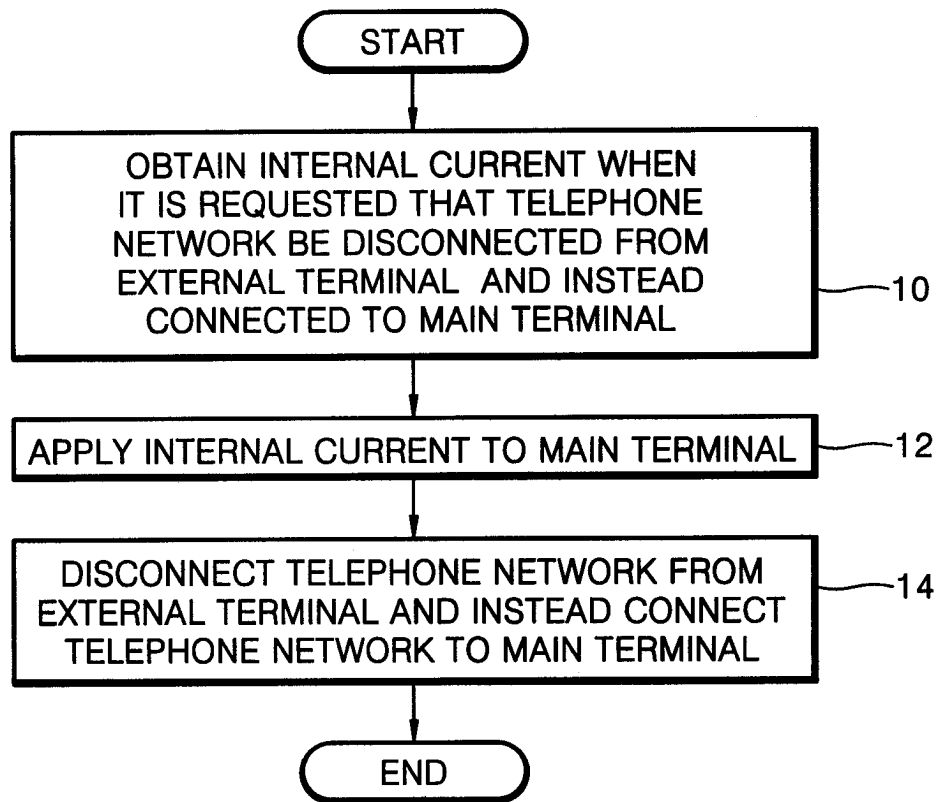 START
OBTAIN INTERNAL CURRENT WHEN
IT IS REQUESTED THAT TELEPHONE
NETWORK BE DISCONNECTED FROM
EXTERNAL TERMINAL AND INSTEAD
CONNECTED TO MAIN TERMINAL
10
APPLY INTERNAL CURRENT TO MAIN TERMINAL
12
DISCONNECT TELEPHONE NETWORK FROM
EXTERNAL TERMINAL AND INSTEAD CONNECT
TELEPHONE NETWORK TO MAIN TERMINAL
14
END